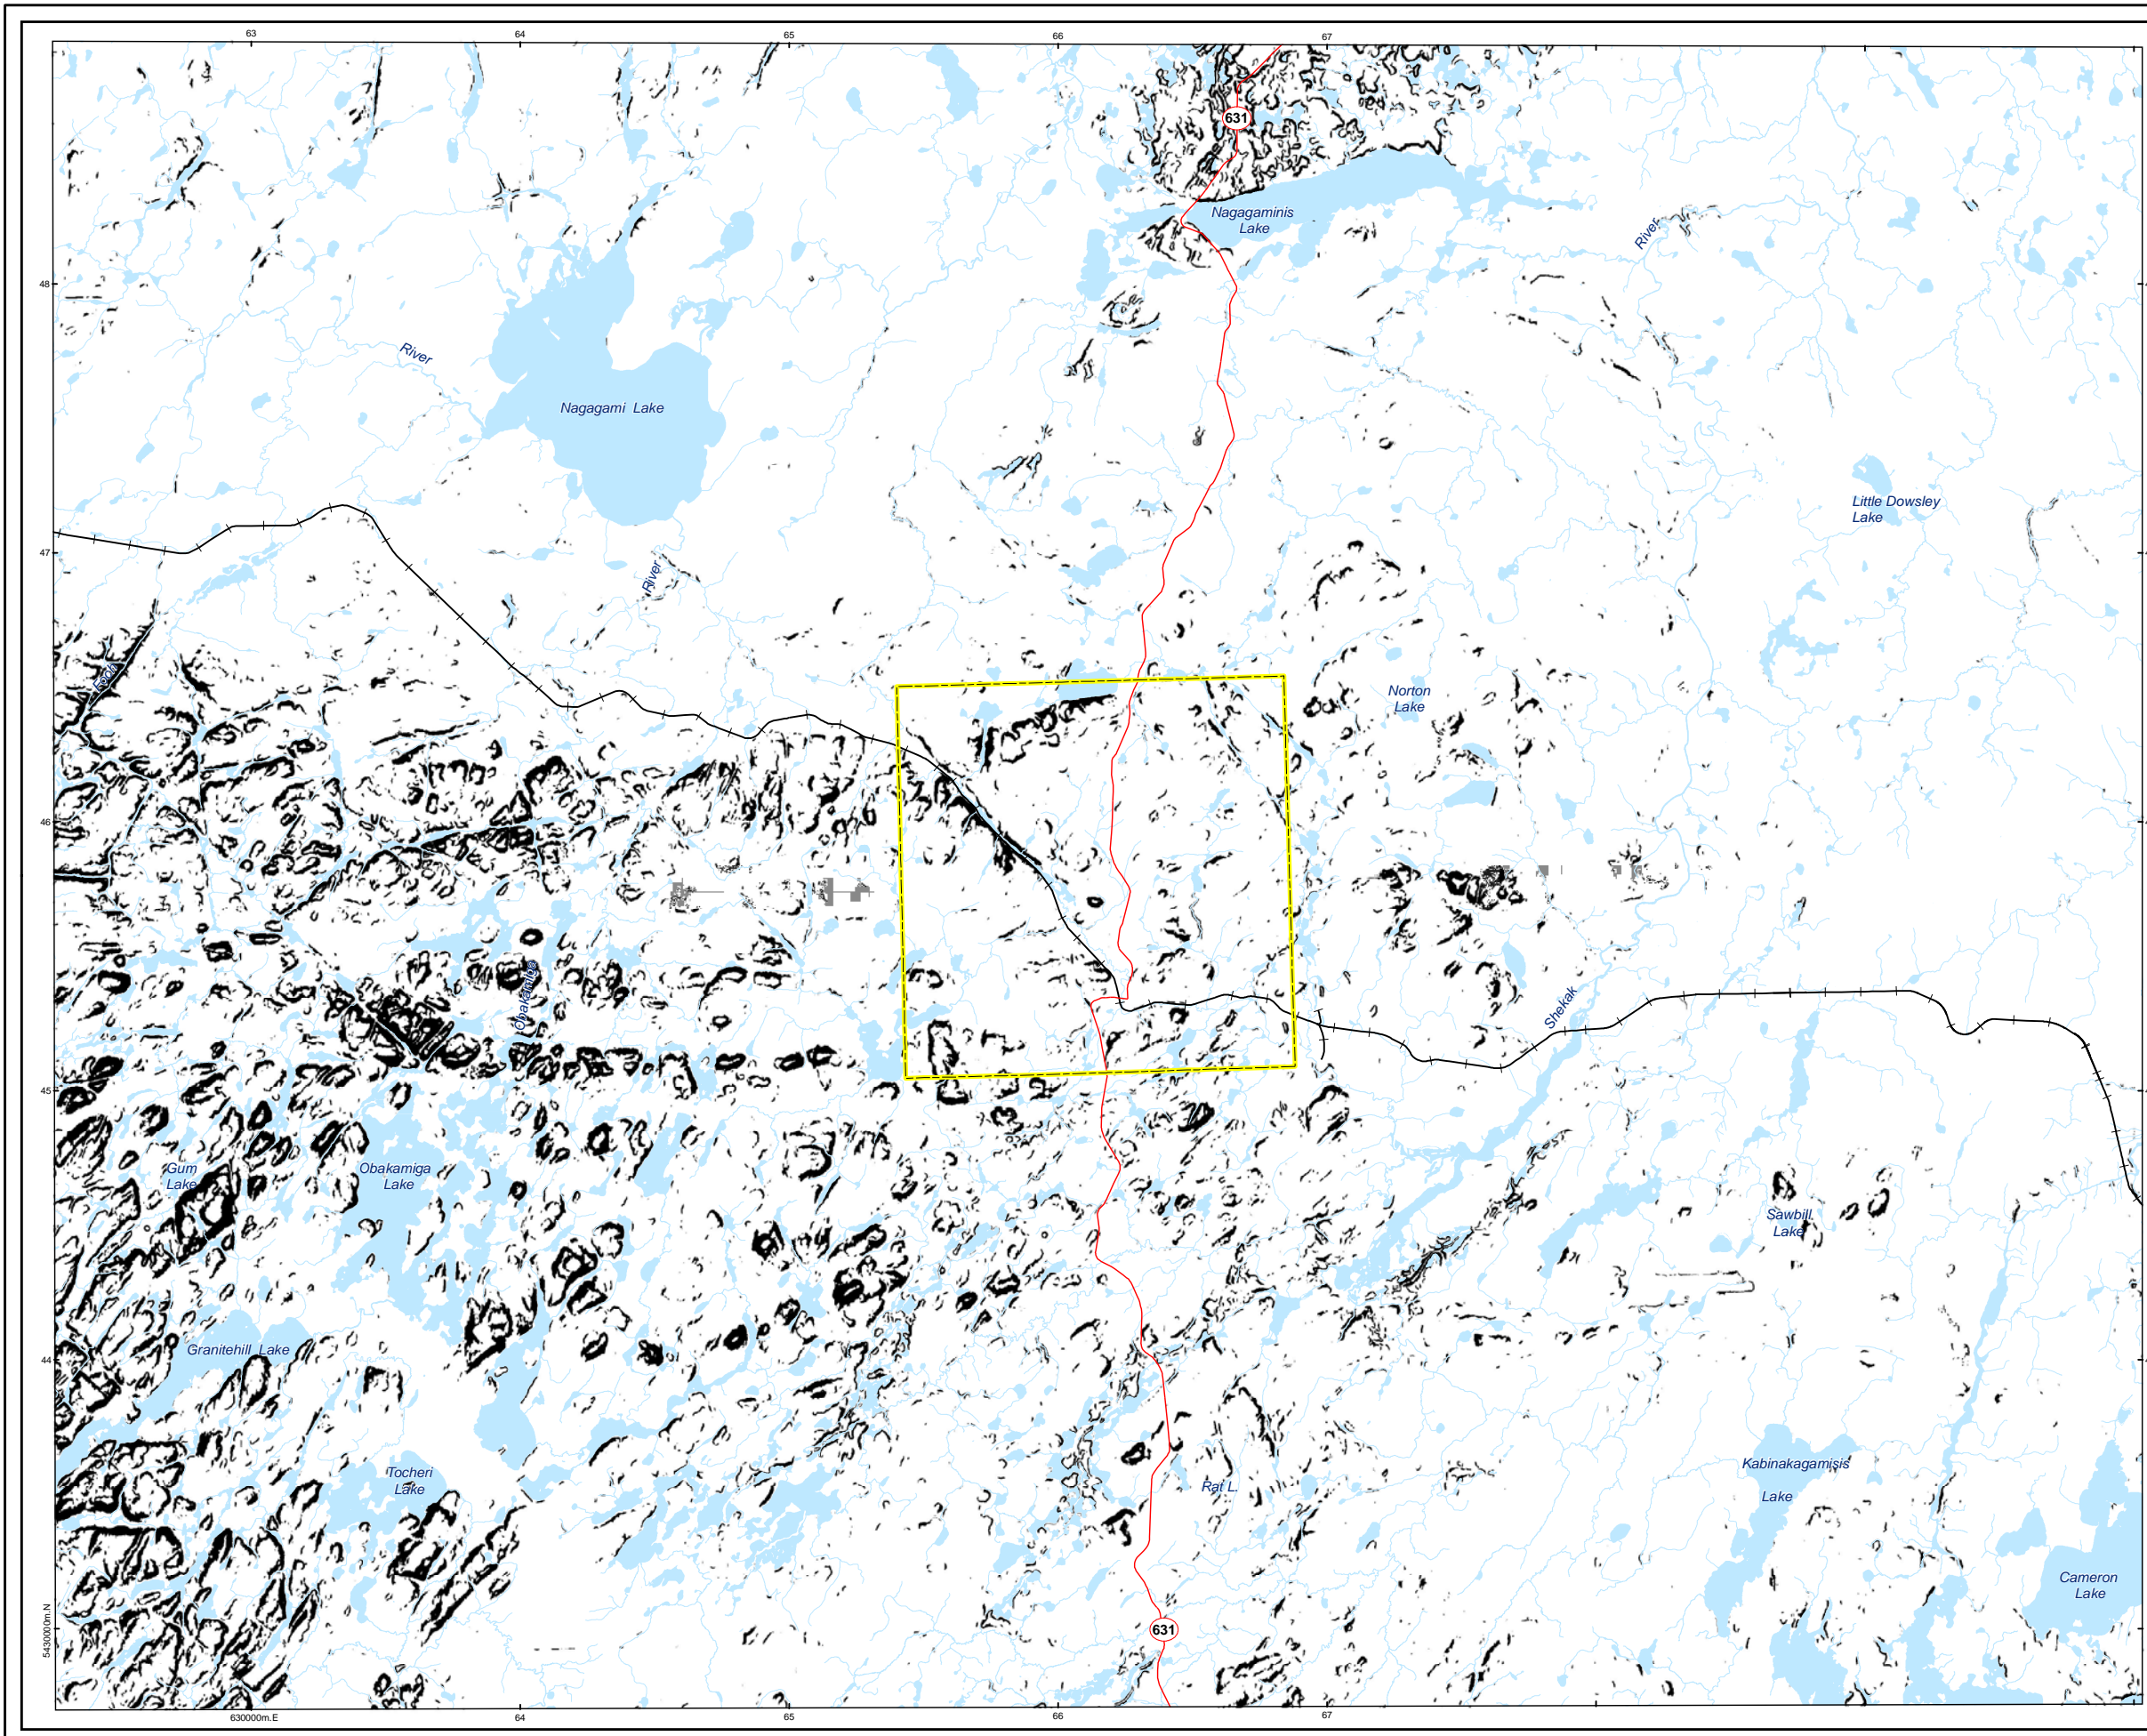 63
64
65
66
67
631
Nagagaminis
Lake
River
48
River
Nagagami Lake
Little Dowsley
Lake
47
River
Foch
Norton
Lake
46
Obakamiga
Shekak
45
Gum
Lake
Obakamiga
Lake
Sawbill
Lake
Granitehill Lake
44
Tocheri
Lake
Rat L.
Kabinakagamisis
Lake
Cameron
Lake
5430000m.N
631
630000m.E
64
65
66
67